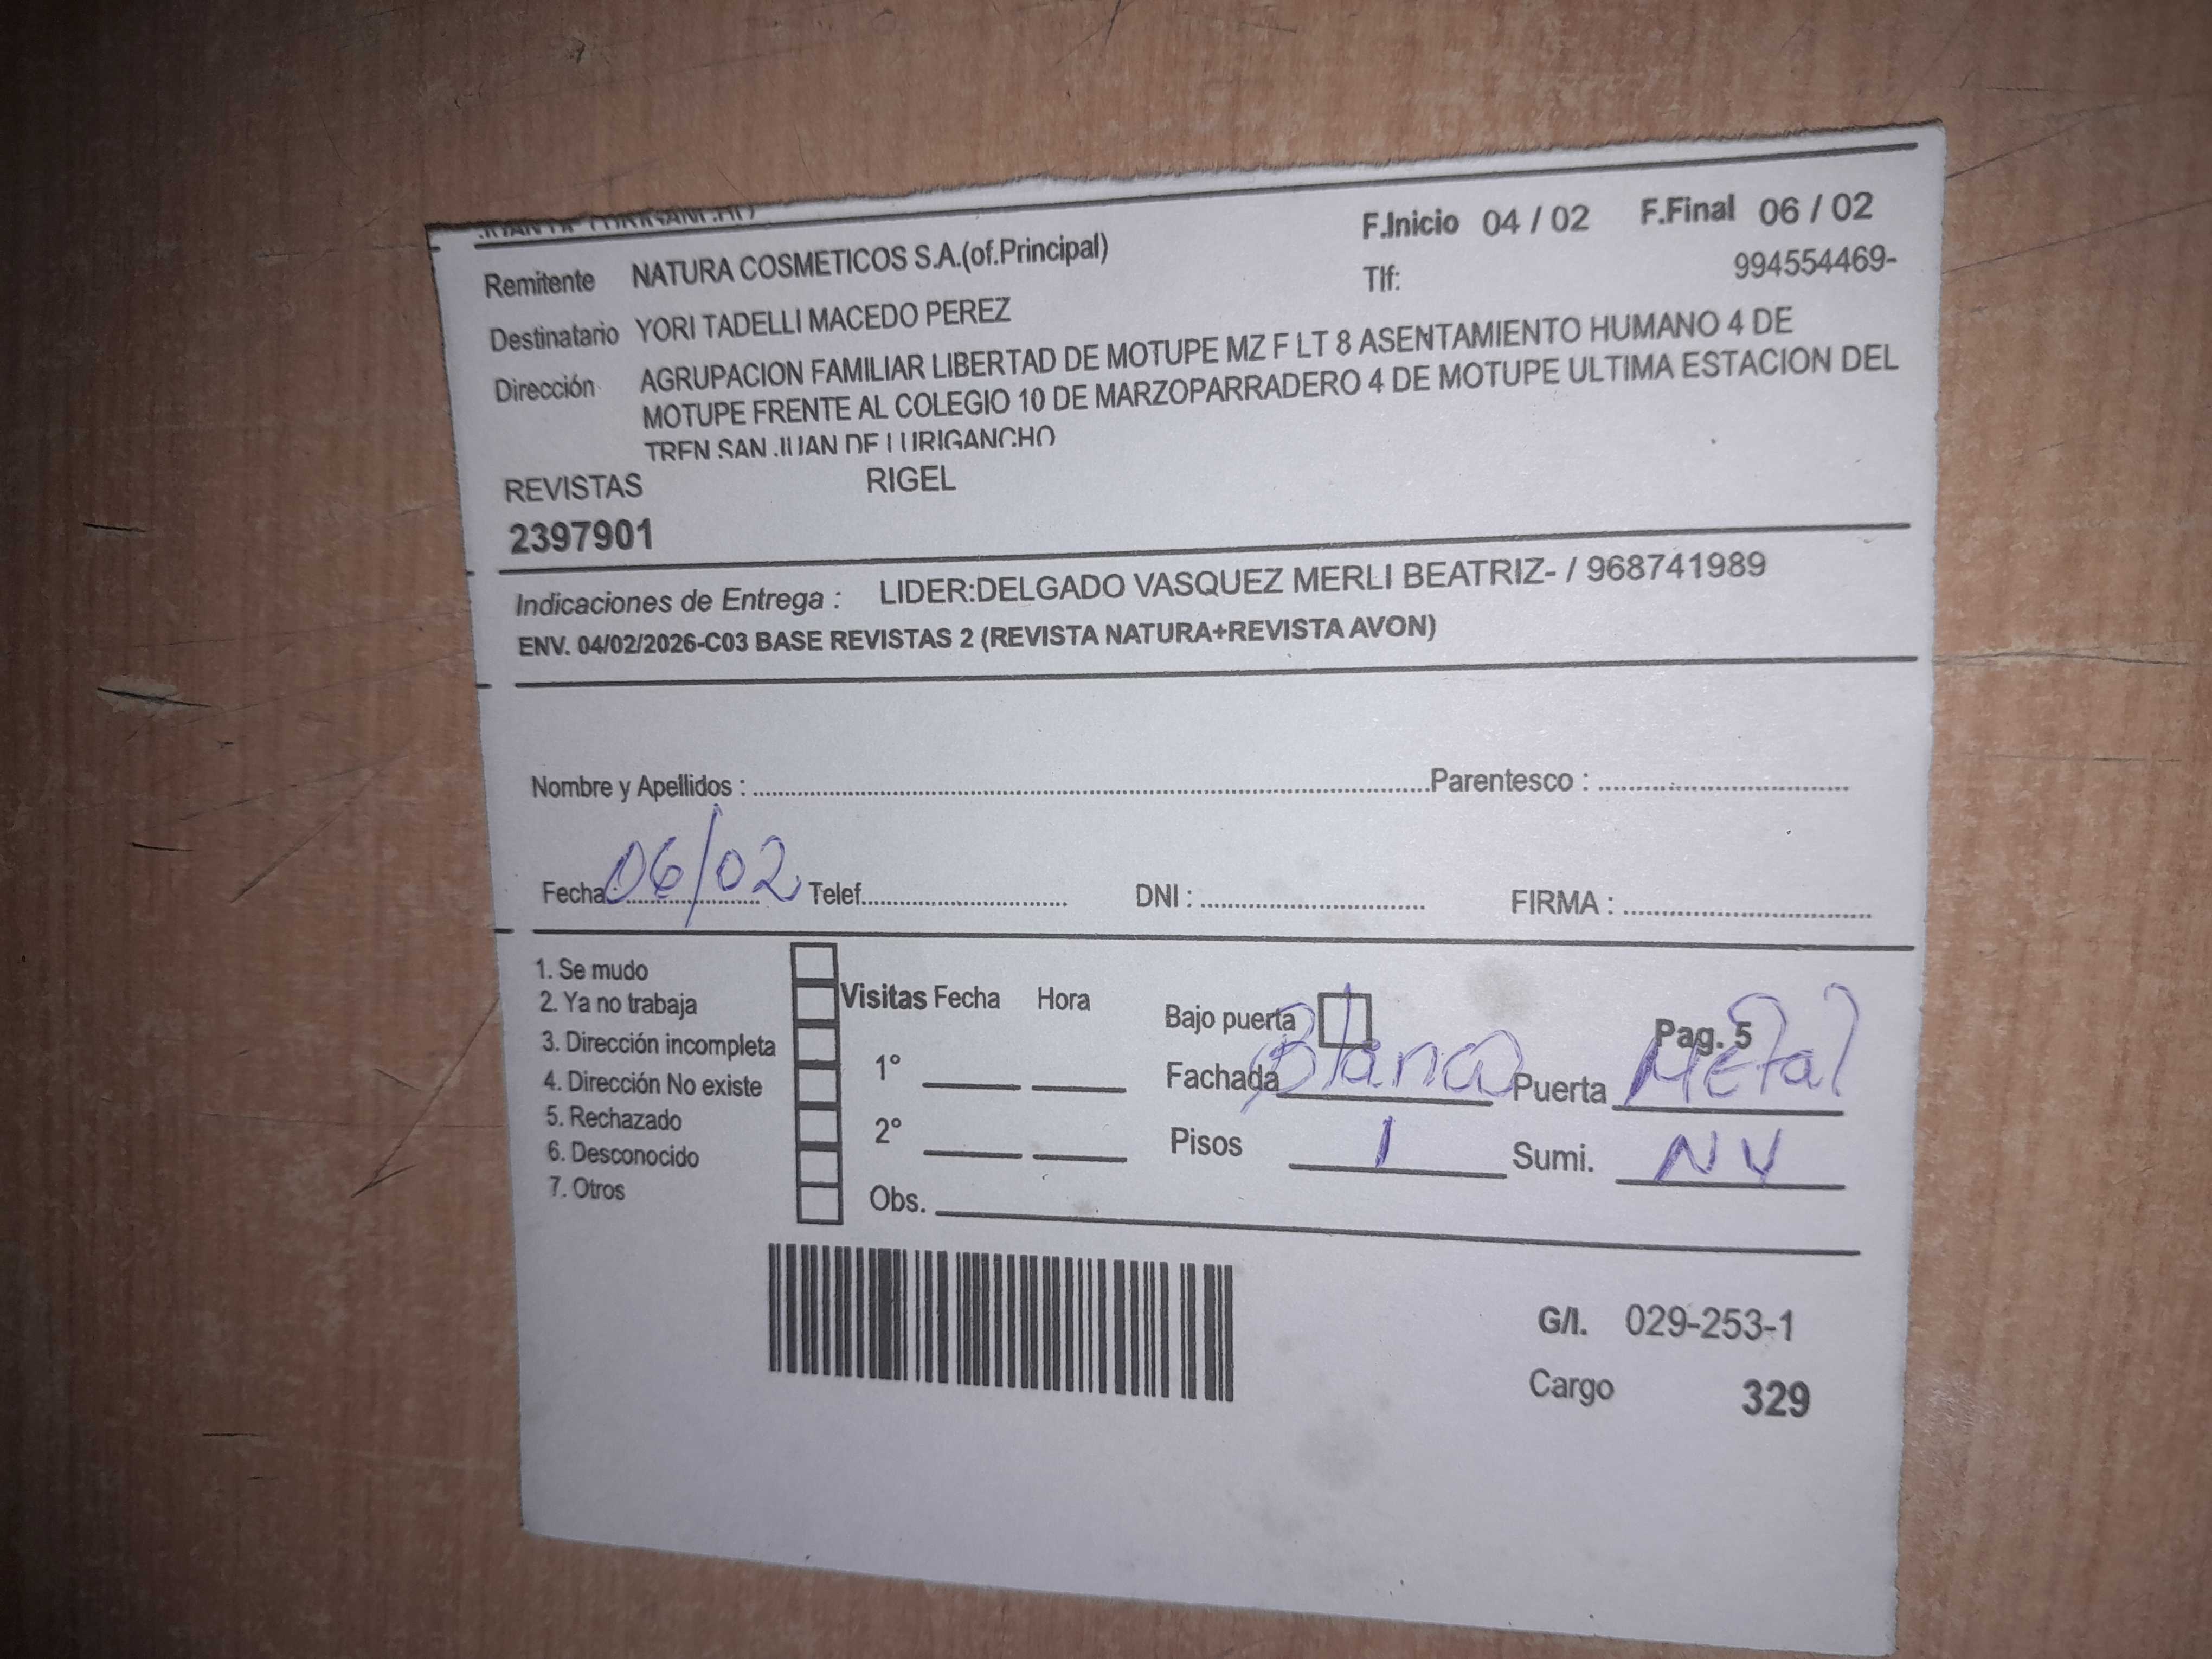 F.Inicio 04 / 02 F.Final 06 / 02
Remitente NATURA COSMETICOS S.A.(of.Principal) Tlf: 994554469-
Destinatario YORI TADELLI MACEDO PEREZ
Dirección AGRUPACION FAMILIAR LIBERTAD DE MOTUPE MZ F LT 8 ASENTAMIENTO HUMANO 4 DE
MOTUPE FRENTE AL COLEGIO 10 DE MARZOPARRADERO 4 DE MOTUPE ULTIMA ESTACION DEL
TREN SAN JUAN DE LURIGANCHO
REVISTAS RIGEL
2397901
Indicaciones de Entrega : LIDER:DELGADO VASQUEZ MERLI BEATRIZ- / 968741989
ENV. 04/02/2026-C03 BASE REVISTAS 2 (REVISTA NATURA+REVISTA AVON)
Nombre y Apellidos : Parentesco :
Fecha 06/02 Telef. DNI : FIRMA :
1. Se mudo
2. Ya no trabaja
3. Dirección incompleta
4. Dirección No existe
5. Rechazado
6. Desconocido
7. Otros
Visitas Fecha Hora
1°
2°
Obs.
Bajo puerta Pag. 5
Fachada Blanco Puerta Metal
Pisos 1 Sumi. NV
G/I. 029-253-1
Cargo 329